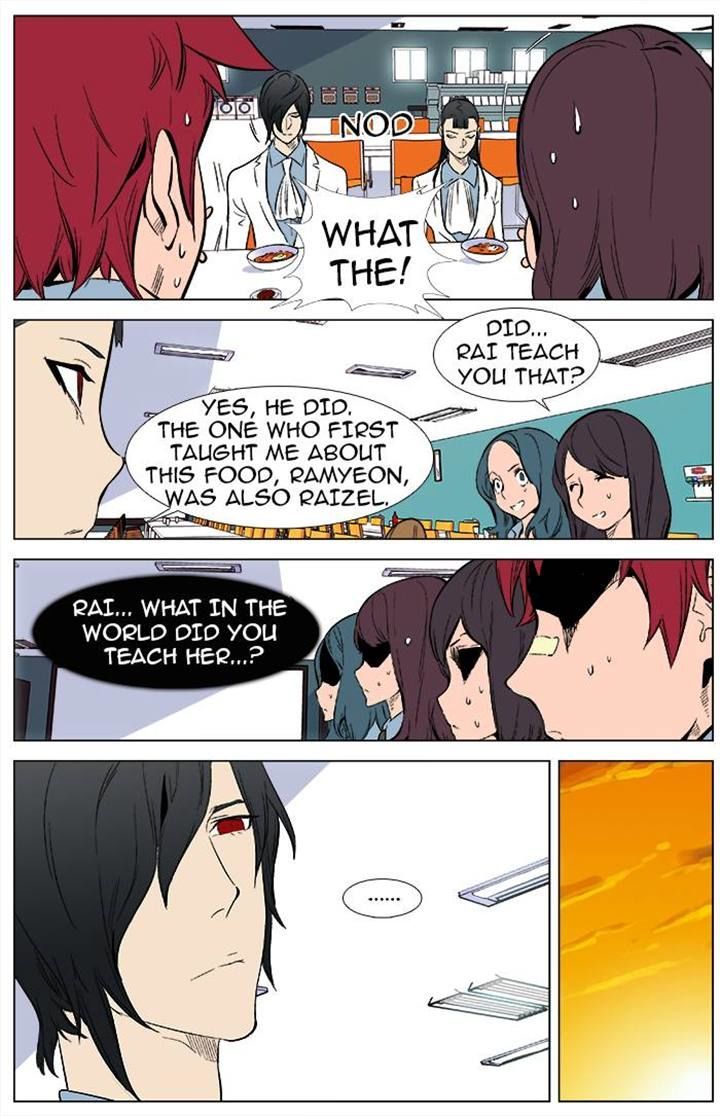 NOD
WHAT
THE!
DID...
RAI TEACH
YOU THAT?
YES, HE DID.
THE ONE WHO FIRST
TAUGHT ME ABOUT
THIS FOOD, RAMYEON,
WAS ALSO RAIZEL.
RAI... WHAT IN THE
WORLD DID YOU
TEACH HER...?
......